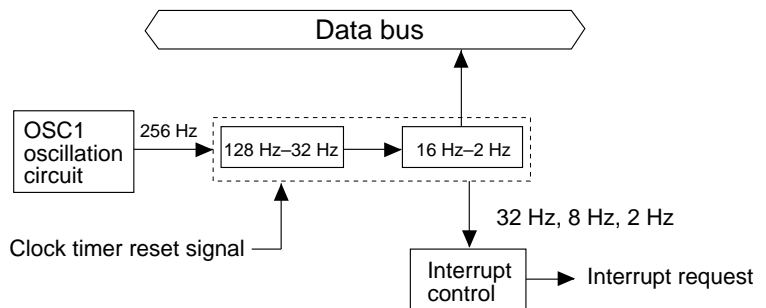 Data bus
OSC1
oscillation
circuit
256 Hz
128 Hz–32 Hz
16 Hz–2 Hz
32 Hz, 8 Hz, 2 Hz
Clock timer reset signal
Interrupt
control
Interrupt request